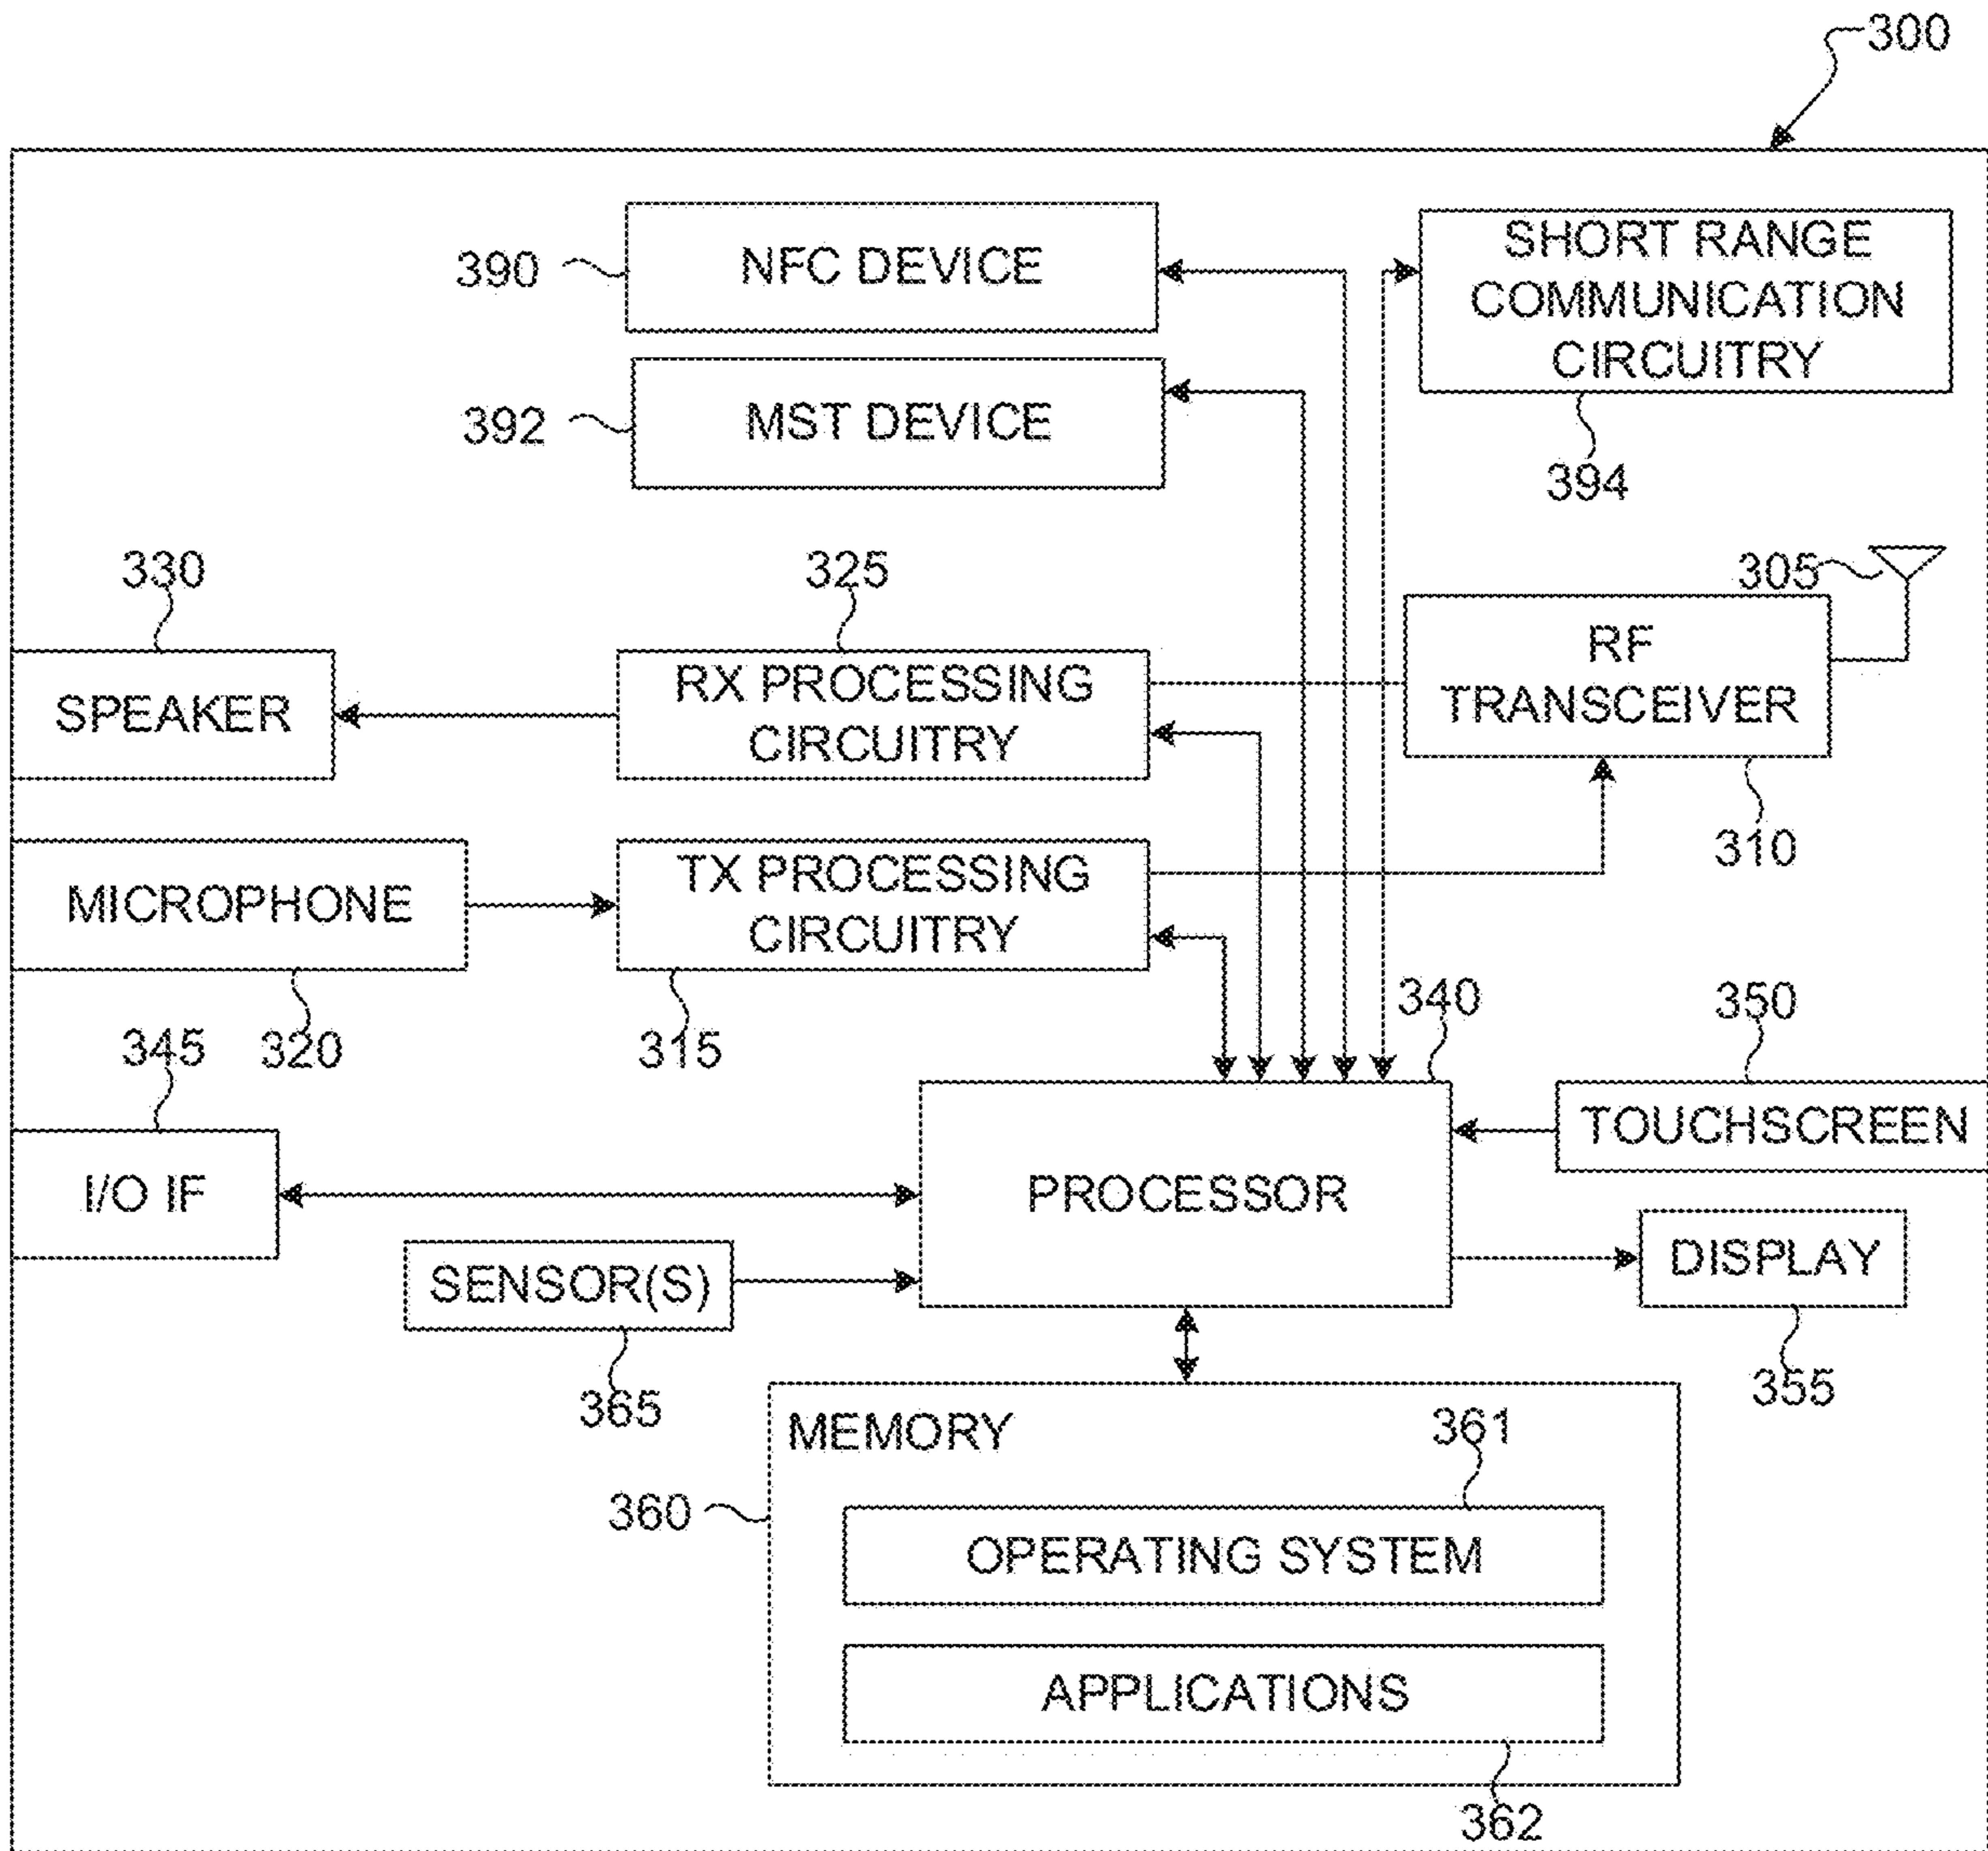 300
NFC DEVICE
390
SHORT RANGE
COMMUNICATION
CIRCUITRY
394
MST DEVICE
392
330
325
305
SPEAKER
RX PROCESSING
CIRCUITRY
RF
TRANSCEIVER
310
MICROPHONE
TX PROCESSING
CIRCUITRY
320
315
340
350
345
I/O IF
PROCESSOR
TOUCHSCREEN
SENSOR(S)
365
DISPLAY
355
MEMORY
360
361
OPERATING SYSTEM
APPLICATIONS
362